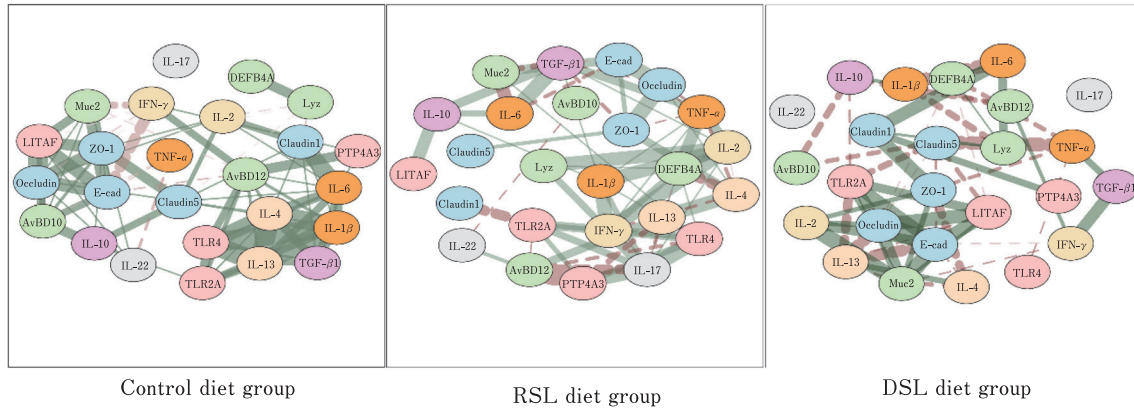 IL-17
DEFB4A
Muc2
IFN-γ
Lyz
IL-2
LITAF
ZO-1
Claudin1
PTP4A3
TNF-α
Occludin
E-cad
AvBD12
IL-6
Claudin5
AvBD10
IL-4
IL-1β
IL-10
TLR4
IL-22
IL-13
TGF-β1
TLR2A
Control diet group
TGF-β1
E-cad
Muc2
Occludin
AvBD10
IL-10
IL-6
TNF-α
ZO-1
Claudin5
IL-2
LITAF
Lyz
DEFB4A
IL-1β
IL-4
Claudin1
IL-13
TLR2A
IFN-γ
TLR4
IL-22
AvBD12
IL-17
PTP4A3
RSL diet group
IL-6
IL-10
IL-1β
DEFB4A
IL-17
IL-22
AvBD12
Claudin1
Claudin5
TNF-α
Lyz
AvBD10
TLR2A
ZO-1
PTP4A3
TGF-β1
LITAF
IL-2
Occludin
E-cad
IFN-γ
IL-13
TLR4
Muc2
IL-4
DSL diet group